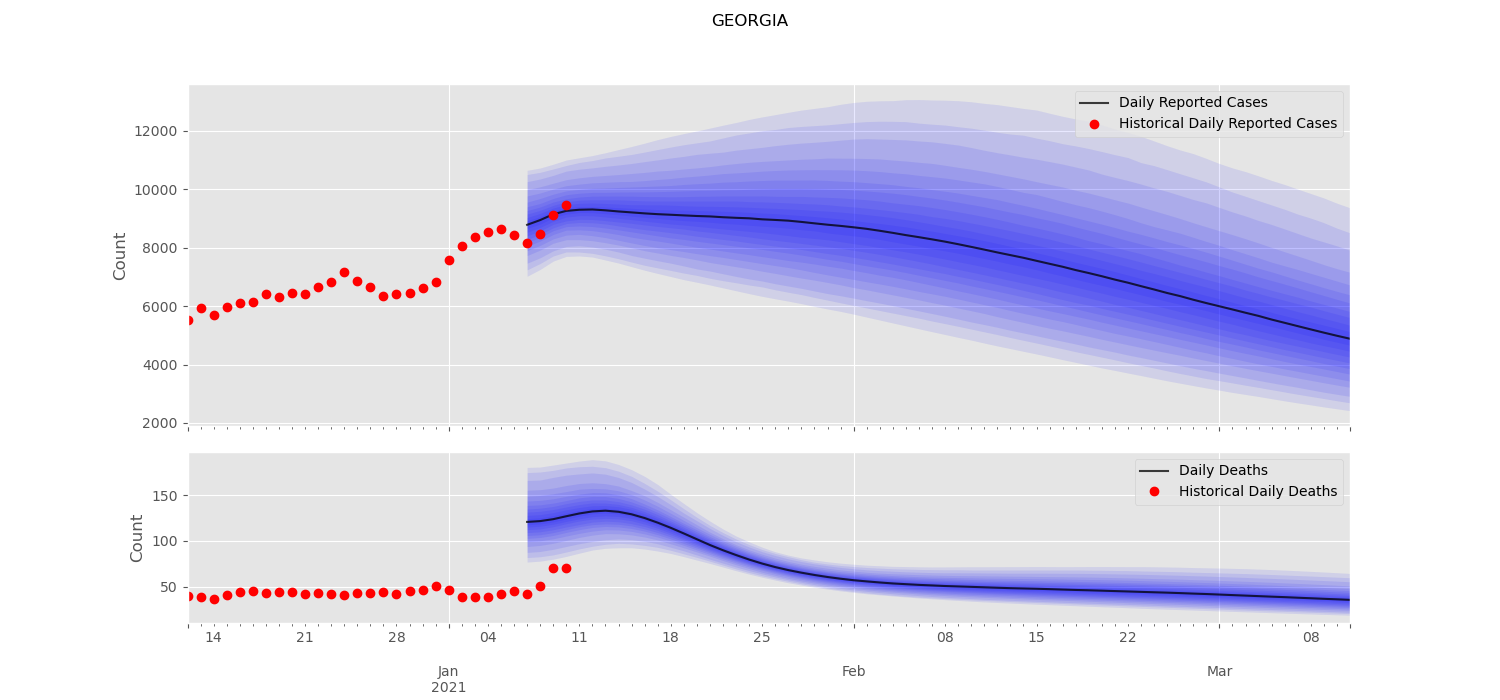 GEORGIA
Count
12000
10000
8000
6000
4000
2000
Daily Reported Cases
Historical Daily Reported Cases
Count
150
100
50
Daily Deaths
Historical Daily Deaths
14 21 28 04 11 18 25 08 15 22 08
Jan Feb Mar
2021